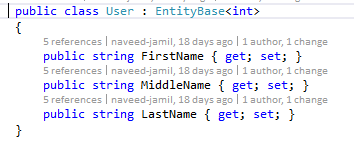 public class User : EntityBase<int>
{
5 references | naveed-jamil, 18 days ago | 1 author, 1 change
public string FirstName { get; set; }
5 references | naveed-jamil, 18 days ago | 1 author, 1 change
public string MiddleName { get; set; }
5 references | naveed-jamil, 18 days ago | 1 author, 1 change
public string LastName { get; set; }
}